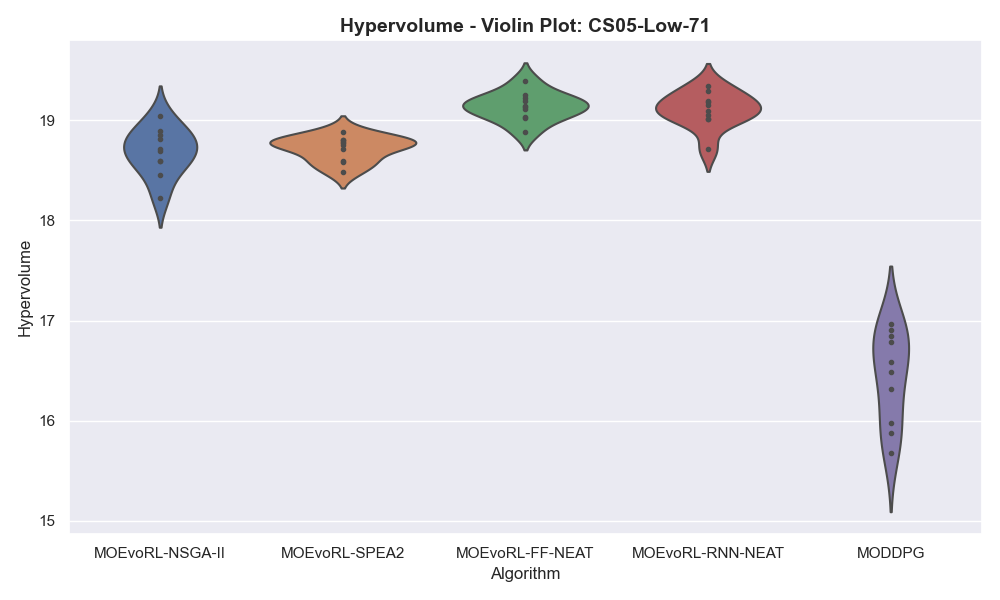 Hypervolume - Violin Plot: CS05-Low-71
Hypervolume
19
18
17
16
15
MOEvoRL-NSGA-II
MOEvoRL-SPEA2
MOEvoRL-FF-NEAT
MOEvoRL-RNN-NEAT
MODDPG
Algorithm